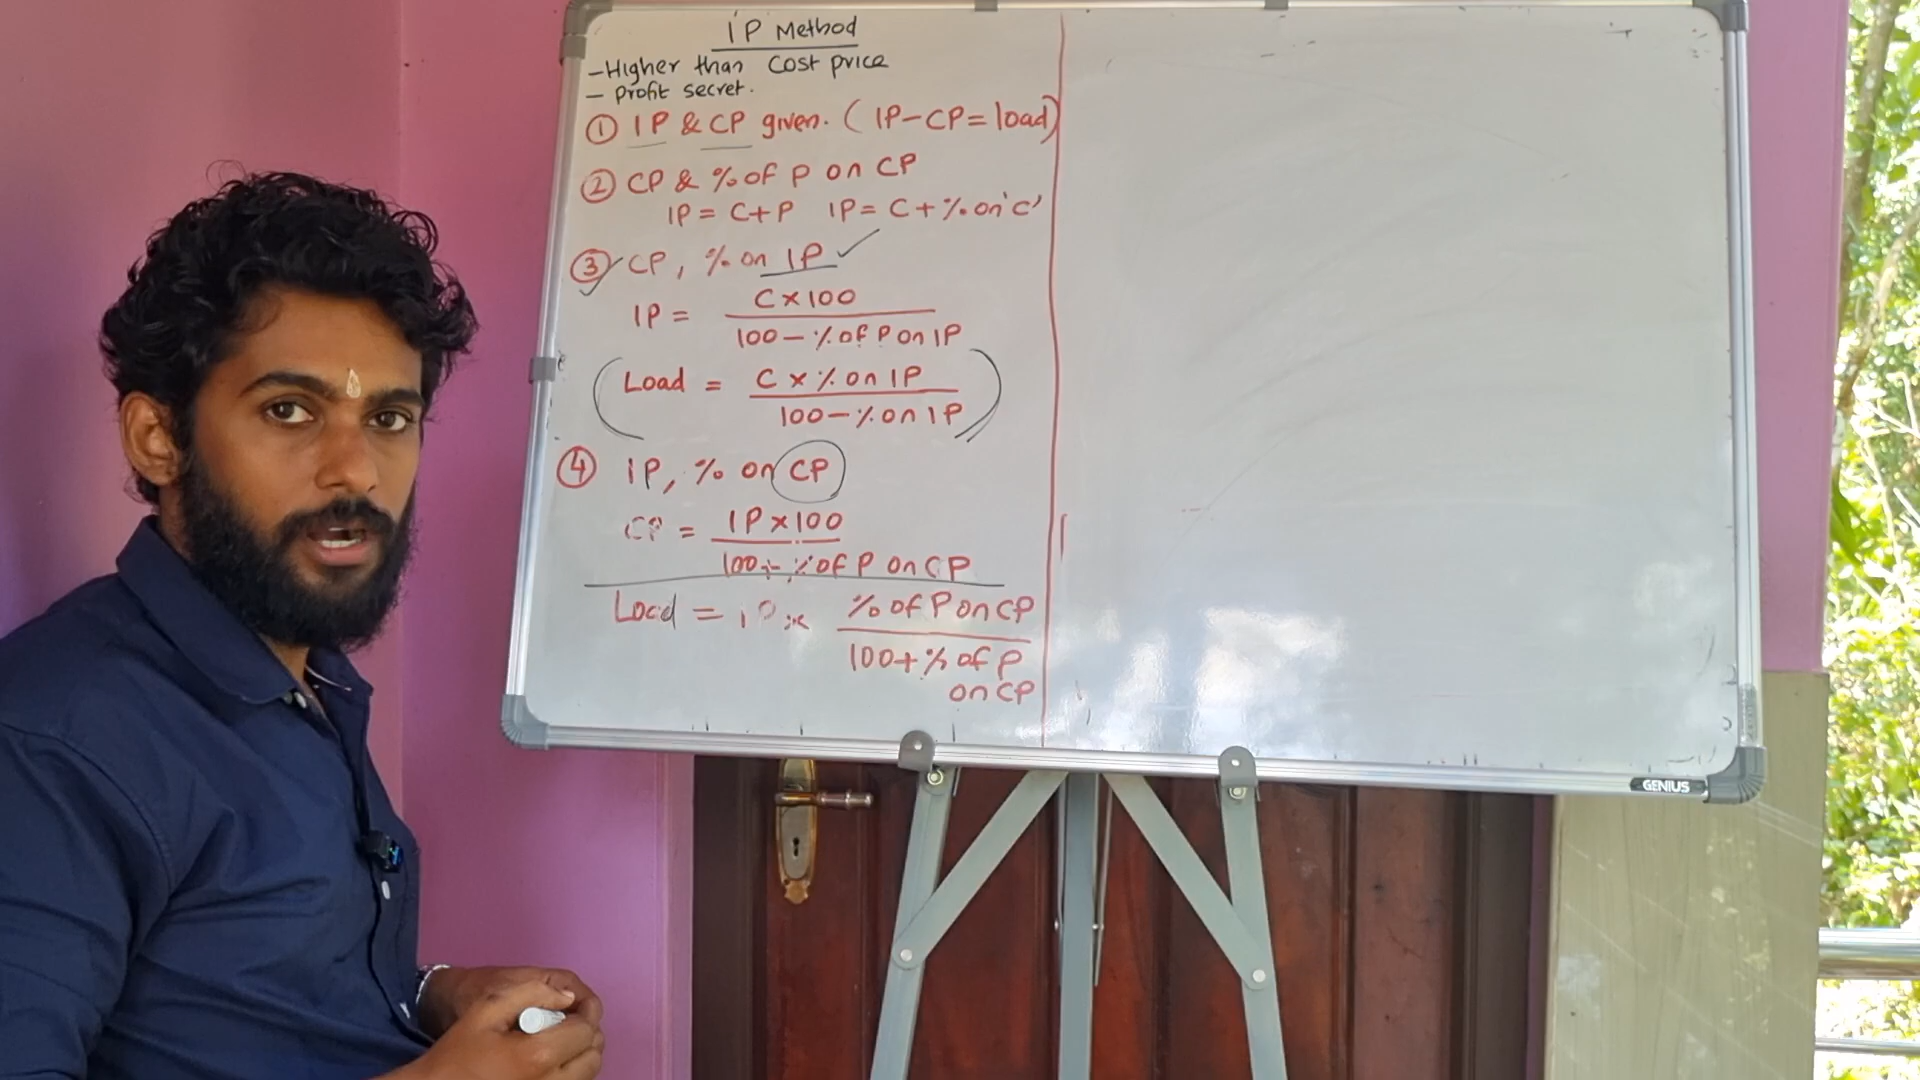 IP Method
- Higher than Cost price
- Profit secret.
① IP & CP given. (IP-CP=load)
② CP & % of P on CP
IP = C+P IP = C+%on'C'
③ CP, % on IP ✓
IP = C×100
100 - % of P on IP
Load = C × % on IP
100 - % on IP
④ IP, % on CP
CP = IP × 100
100 + % of P on CP
Load = IP × % of P on CP
100 + % of P
on CP
GENIUS